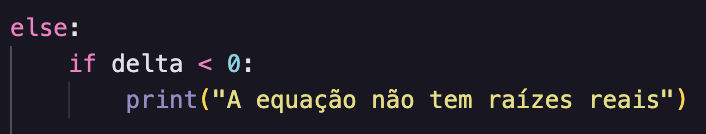 else:
    if delta < 0:
        print("A equação não tem raízes reais")